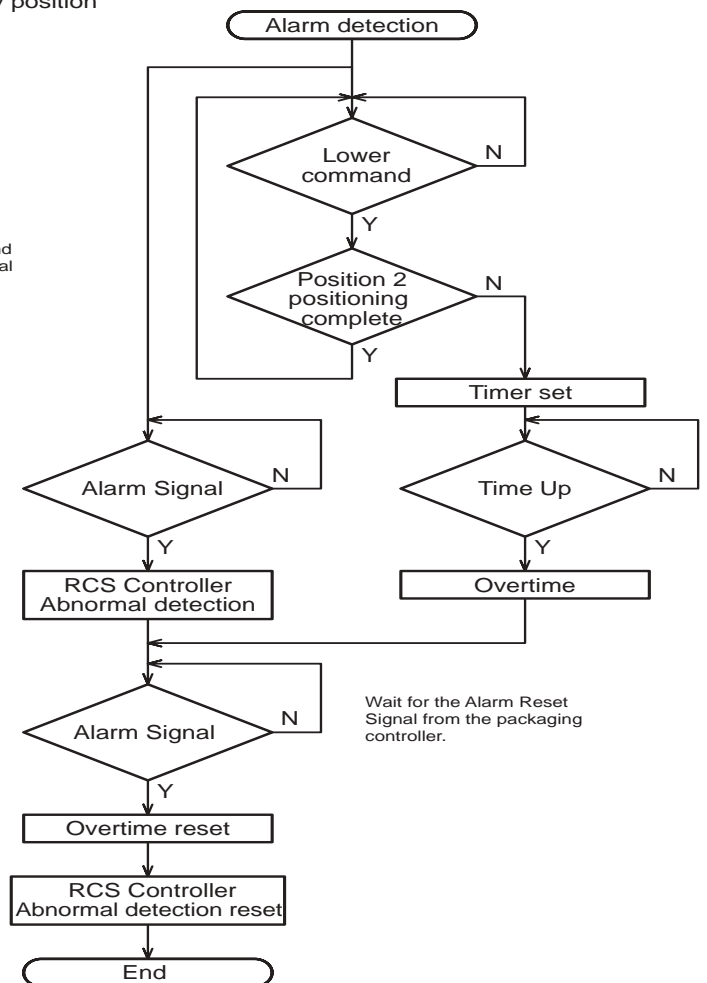 position
Alarm detection
Lower
command
N
Y
Position 2
positioning
complete
N
Y
Timer set
Alarm Signal
N
Y
Time Up
N
Y
RCS Controller
Abnormal detection
Overtime
Alarm Signal
N
Y
Wait for the Alarm Reset
Signal from the packaging
controller.
Overtime reset
RCS Controller
Abnormal detection reset
End